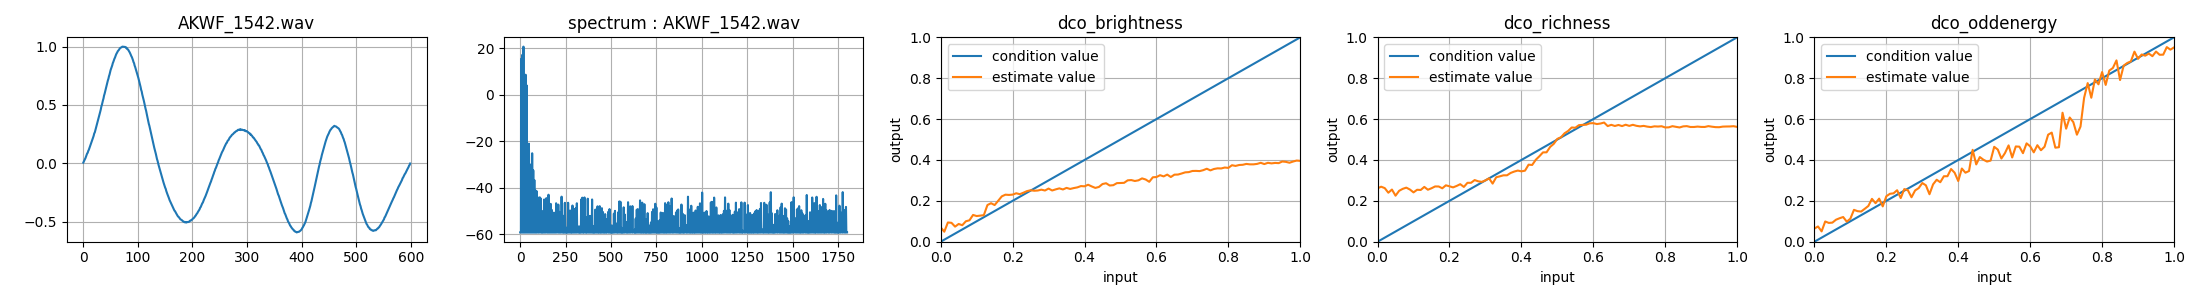 AKWF_1542.wav
1.0
0.5
0.0
−0.5
0 100 200 300 400 500 600
spectrum : AKWF_1542.wav
20
0
−20
−40
−60
0 250 500 750 1000 1250 1500 1750
dco_brightness
condition value
estimate value
output
1.0
0.8
0.6
0.4
0.2
0.0
0.0 0.2 0.4 0.6 0.8 1.0
input
dco_richness
condition value
estimate value
output
1.0
0.8
0.6
0.4
0.2
0.0
0.0 0.2 0.4 0.6 0.8 1.0
input
dco_oddenergy
condition value
estimate value
output
1.0
0.8
0.6
0.4
0.2
0.0
0.0 0.2 0.4 0.6 0.8 1.0
input